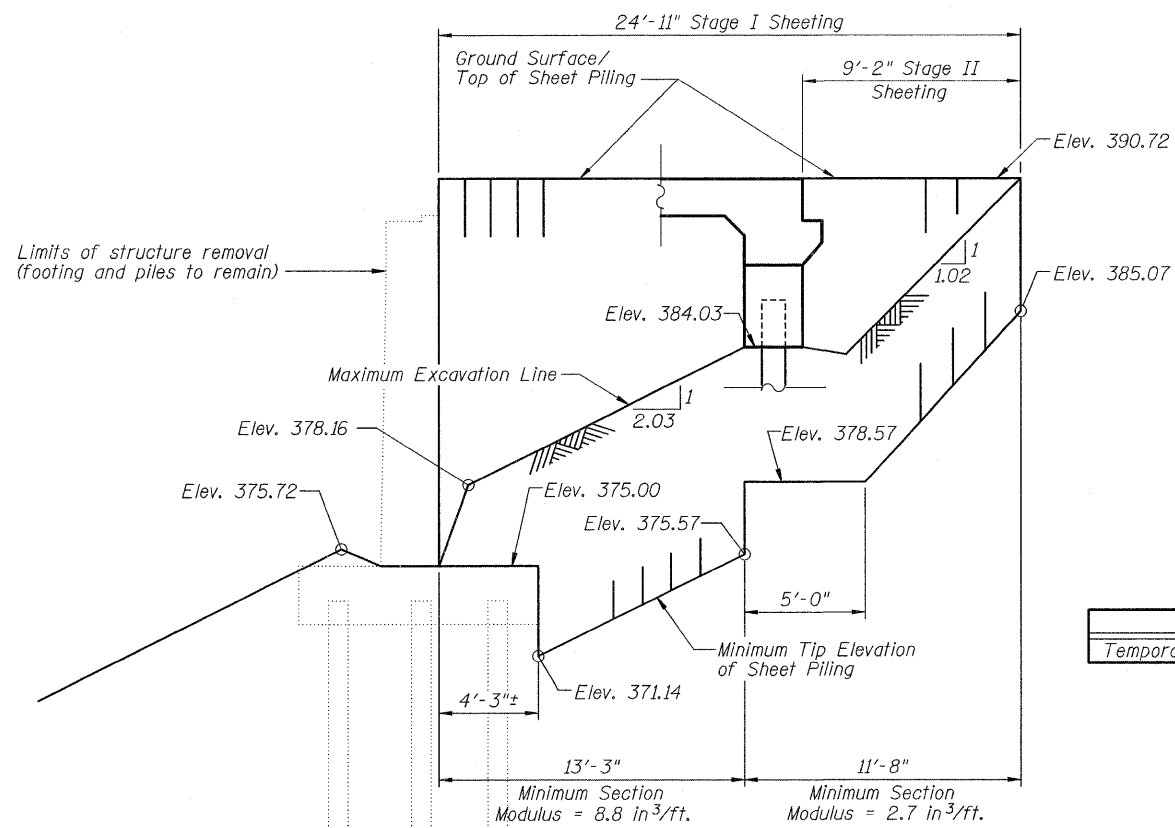 24'-11" Stage I Sheeting
Ground Surface/
Top of Sheet Piling
9'-2" Stage II
Sheeting
Elev. 390.72
Limits of structure removal
(footing and piles to remain)
1
1.02
Elev. 385.07
Elev. 384.03
Maximum Excavation Line
1
2.03
Elev. 378.16
Elev. 378.57
Elev. 375.72
Elev. 375.00
Elev. 375.57
5'-0"
Minimum Tip Elevation
of Sheet Piling
Elev. 371.14
4'-3"±
13'-3"
11'-8"
Minimum Section
Modulus = 8.8 in³/ft.
Minimum Section
Modulus = 2.7 in³/ft.